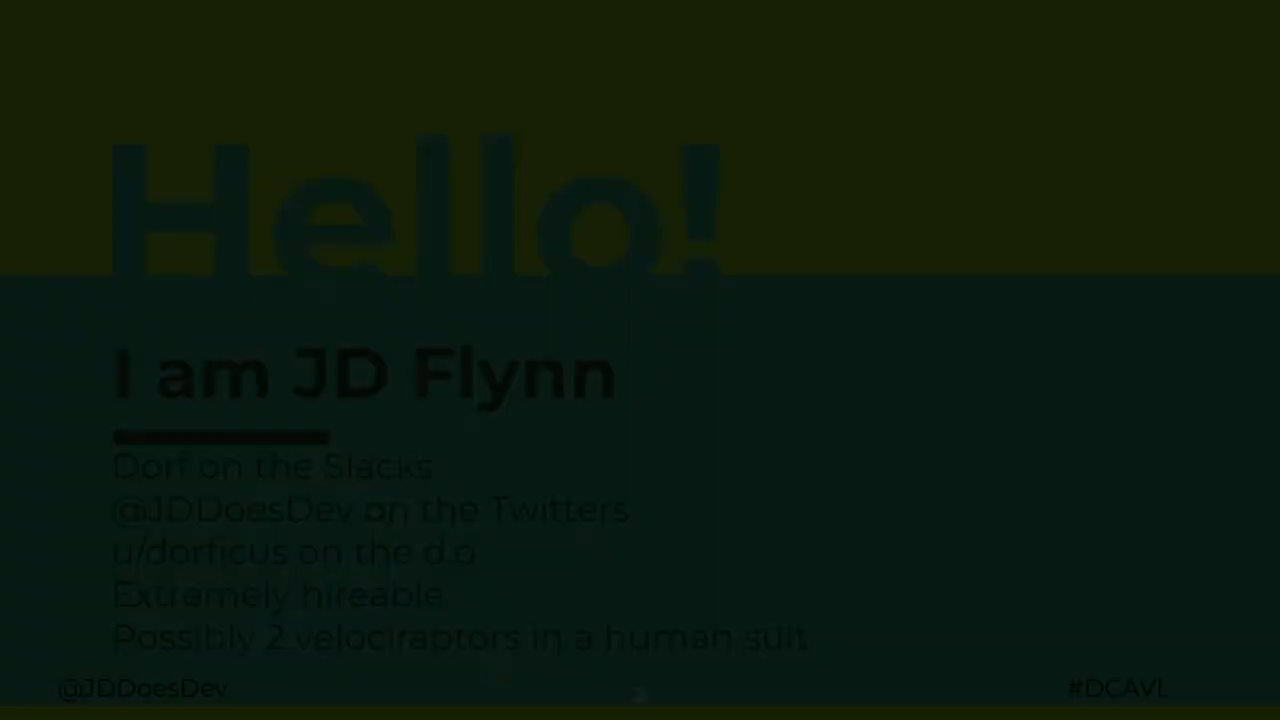 Hello!
I am JD Flynn
Dorf on the Slacks
@JDDoesDev on the Twitters
u/dorficus on the d.o
Extramely hireable
Possibly 2 velociraptors in a human suit
@JDDoesDev
#DCAVL